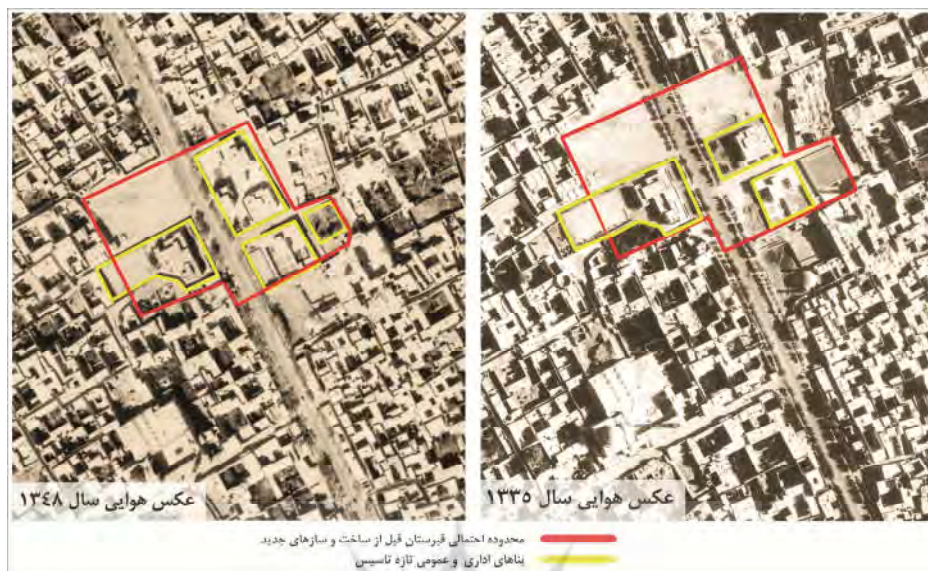 عکس هوایی سال ۱۳۳۵
عکس هوایی سال ۱۳۴۸
محدوده احتمالی قبرستان قبل از ساخت و سازهای جدید
بناهای اداری و عمومی تازه تاسیس